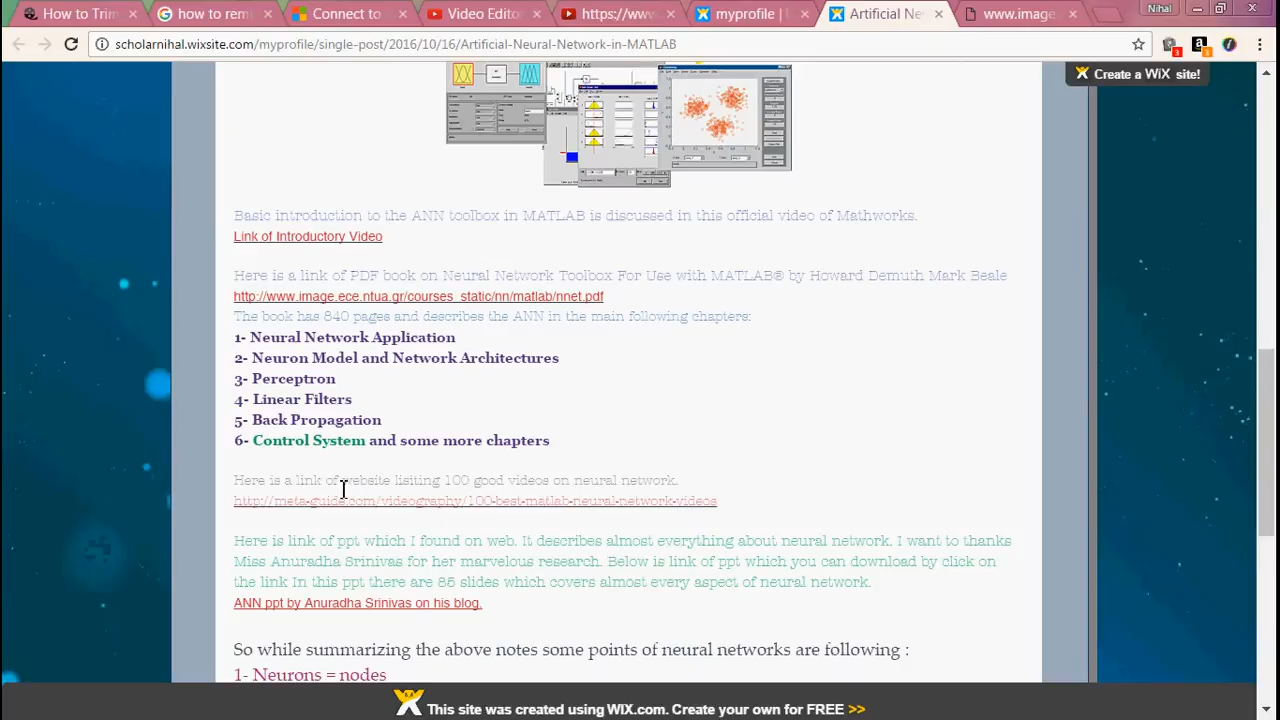 How to Trim
how to rem
Connect to
Video Edito
https://www
myprofile |
Artificial Ne
www.image
Nihal
scholarnihal.wixsite.com/myprofile/single-post/2016/10/16/Artificial-Neural-Network-in-MATLAB
3
3
Create a WiX site!
Basic introduction to the ANN toolbox in MATLAB is discussed in this official video of Mathworks.
Link of Introductory Video
Here is a link of PDF book on Neural Network Toolbox For Use with MATLAB® by Howard Demuth Mark Beale
http://www.image.ece.ntua.gr/courses_static/nn/matlab/nnet.pdf
The book has 840 pages and describes the ANN in the main following chapters:
1- Neural Network Application
2- Neuron Model and Network Architectures
3- Perceptron
4- Linear Filters
5- Back Propagation
6- Control System and some more chapters
Here is a link of website lisiting 100 good videos on neural network.
http://meta-guide.com/videography/100-best-matlab-neural-network-videos
Here is link of ppt which I found on web. It describes almost everything about neural network. I want to thanks
Miss Anuradha Srinivas for her marvelous research. Below is link of ppt which you can download by click on
the link In this ppt there are 85 slides which covers almost every aspect of neural network.
ANN ppt by Anuradha Srinivas on his blog.
So while summarizing the above notes some points of neural networks are following :
1- Neurons = nodes
This site was created using WIX.com. Create your own for FREE >>